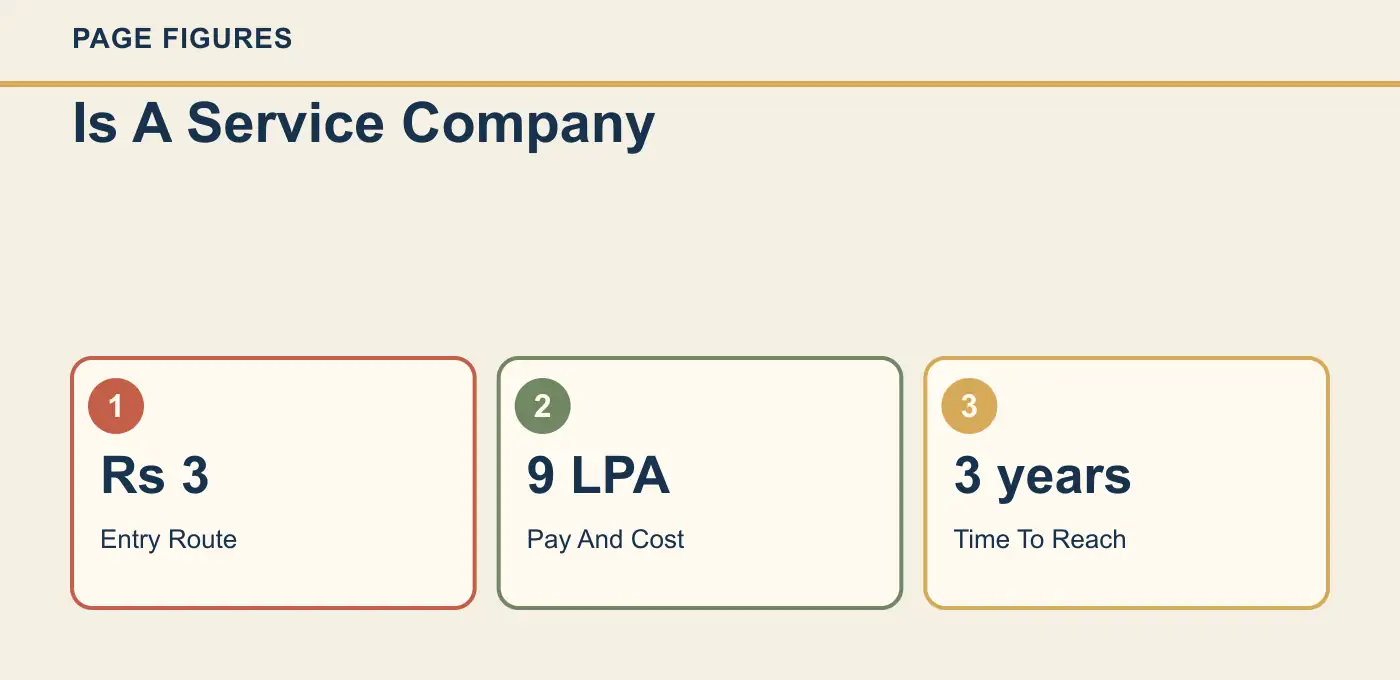 PAGE FIGURES
Is A Service Company
1
Rs 3
Entry Route
2
9 LPA
Pay And Cost
3
3 years
Time To Reach